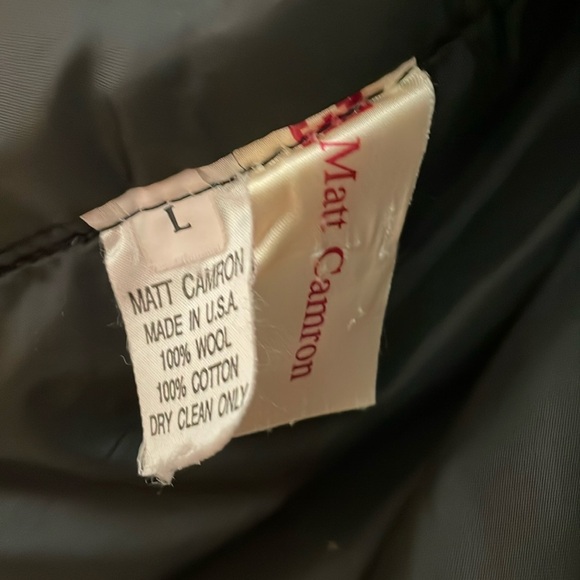 L
MATT CAMRON
MADE IN U.S.A.
100% WOOL
100% COTTON
DRY CLEAN ONLY
Matt Camron